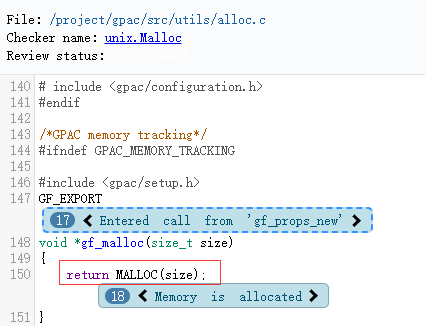 File: /project/gpac/src/utils/alloc.c
Checker name: unix.Malloc
Review status:
140 # include <gpac/configuration.h>
141 #endif
142
143 /*GPAC memory tracking*/
144 #ifndef GPAC_MEMORY_TRACKING
145
146 #include <gpac/setup.h>
147 GF_EXPORT
17 Entered call from 'gf_props_new'
148 void *gf_malloc(size_t size)
149 {
150 return MALLOC(size);
18 Memory is allocated
151 }